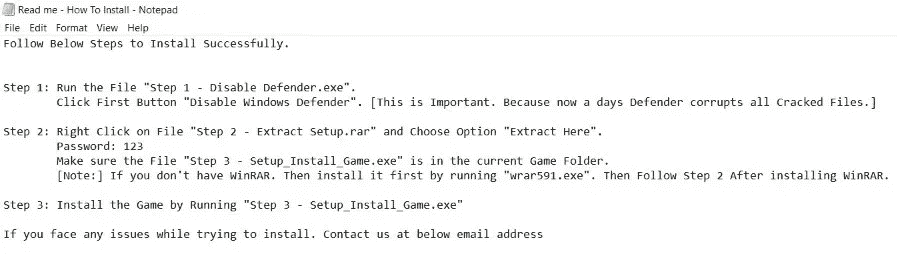 Read me - How To Install - Notepad
File Edit Format View Help
Follow Below Steps to Install Successfully.
Step 1: Run the File "Step 1 - Disable Defender.exe".
Click First Button "Disable Windows Defender". [This is Important. Because now a days Defender corrupts all Cracked Files.]
Step 2: Right Click on File "Step 2 - Extract Setup.rar" and Choose Option "Extract Here".
Password: 123
Make sure the File "Step 3 - Setup_Install_Game.exe" is in the current Game Folder.
[Note:] If you don't have WinRAR. Then install it first by running "wrar591.exe". Then Follow Step 2 After installing WinRAR.
Step 3: Install the Game by Running "Step 3 - Setup_Install_Game.exe"
If you face any issues while trying to install. Contact us at below email address